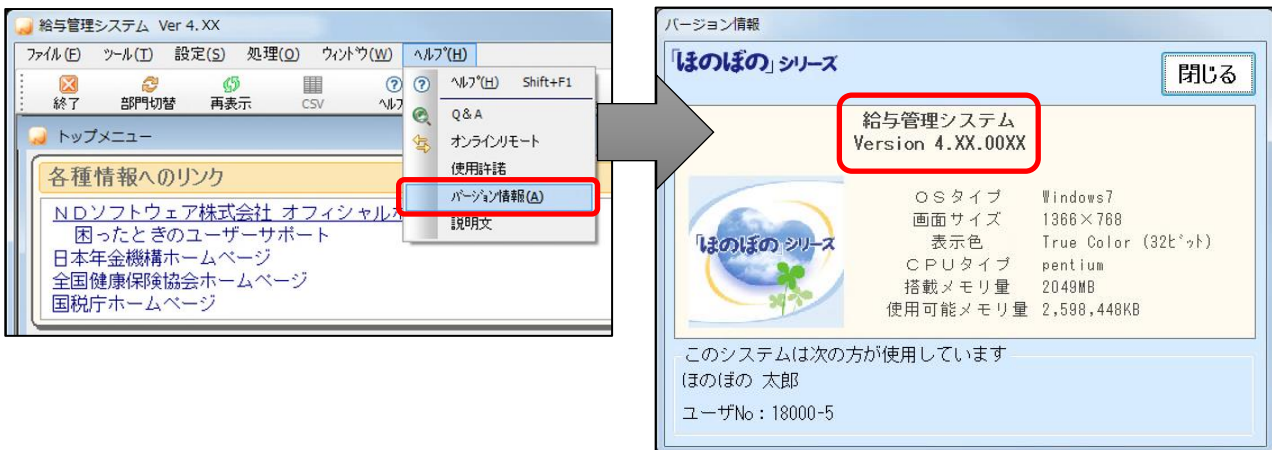 給与管理システム Ver 4.XX
ファイル(F) ツール(T) 設定(S) 処理(O) ウィンドウ(W) ヘルプ(H)
終了 部門切替 再表示 CSV ヘルプ
ヘルプ(H) Shift+F1
Q&A
オンラインリモート
使用許諾
バージョン情報(A)
説明文
トップメニュー
各種情報へのリンク
NDソフトウェア株式会社 オフィシャルホ
困ったときのユーザーサポート
日本年金機構ホームページ
全国健康保険協会ホームページ
国税庁ホームページ
バージョン情報
「ほのぼの」シリーズ
閉じる
給与管理システム
Version 4.XX.00XX
「ほのぼの」シリーズ
OSタイプ Windows7
画面サイズ 1366×768
表示色 True Color (32ビット)
CPUタイプ pentium
搭載メモリ量 2049MB
使用可能メモリ量 2,598,448KB
このシステムは次の方が使用しています
ほのぼの 太郎
ユーザNo：18000-5